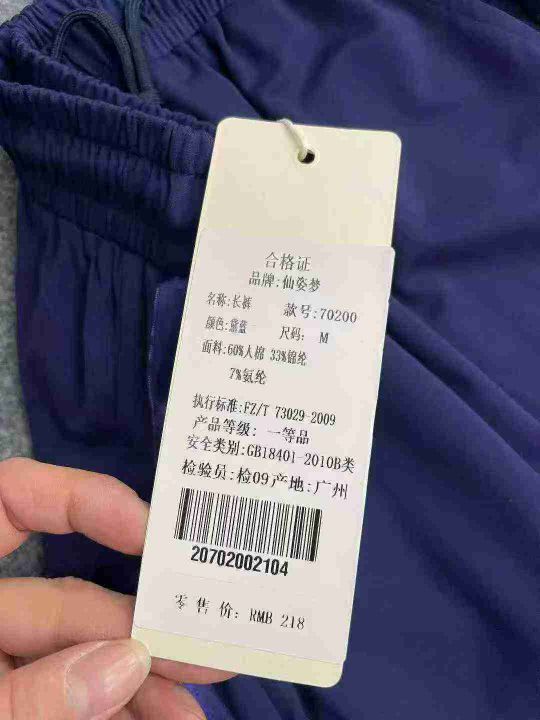 合格证
品牌:仙姿梦
名称:长裤 款号:70200
颜色:黛蓝 尺码: M
面料:60%人棉 33%锦纶
7%氨纶
执行标准:FZ/T 73029-2009
产品等级: 一等品
安全类别:GB18401-2010B类
检验员:检09产地:广州
20702002104
零 售 价: RMB 218